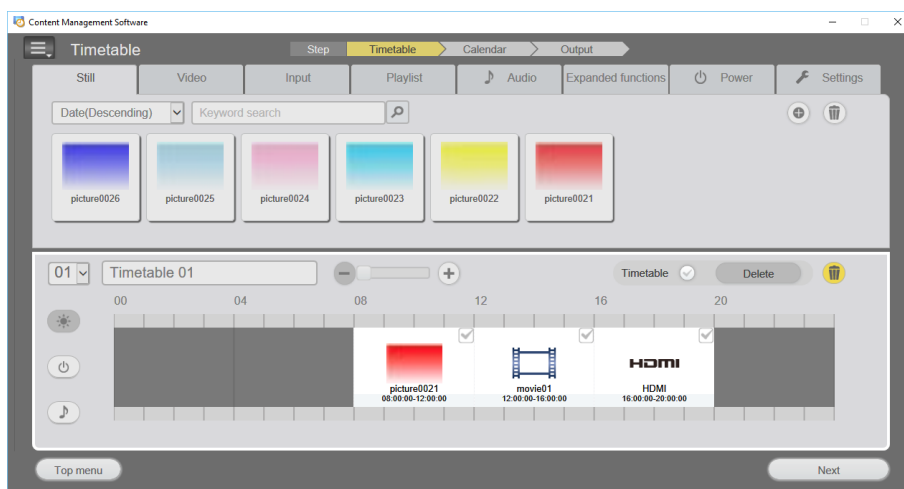 Content Management Software
Timetable
Step Timetable Calendar Output
Still Video Input Playlist Audio Expanded functions Power Settings
Date(Descending) Keyword search
picture0026 picture0025 picture0024 picture0023 picture0022 picture0021
01 Timetable 01 Timetable Delete
00 04 08 12 16 20
HDMI
picture0021 movie01 HDMI
08:00:00-12:00:00 12:00:00-16:00:00 16:00:00-20:00:00
Top menu Next